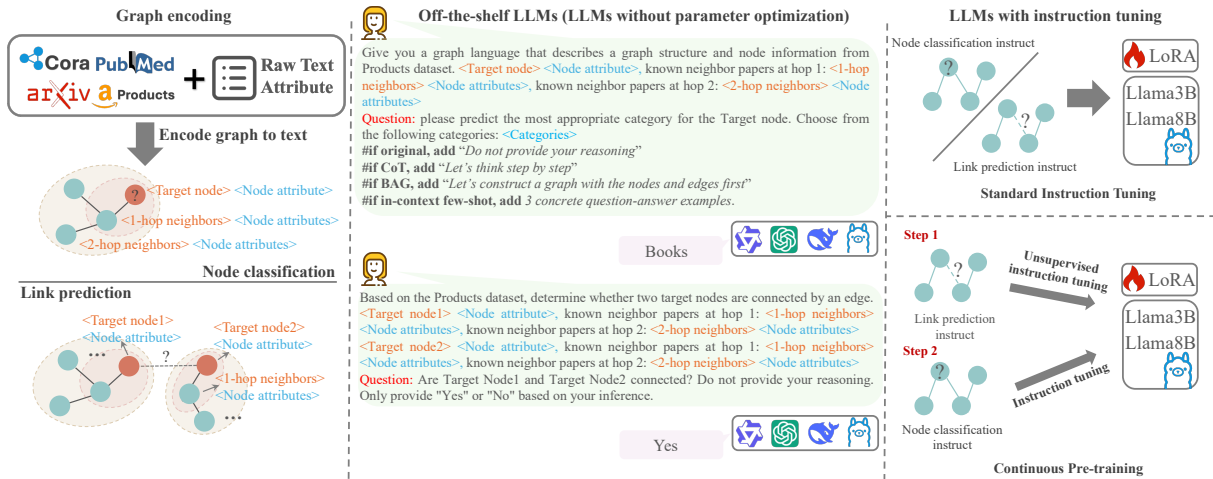 Graph encoding
Cora PubMed
arXiv a Products
+
Raw Text
Attribute
Encode graph to text
?
<Target node> <Node attribute>
<1-hop neighbors> <Node attributes>
<2-hop neighbors> <Node attributes>
Node classification
Link prediction
<Target node1>
<Node attribute>
<Target node2>
<Node attribute>
...
?
<1-hop neighbors>
<Node attributes>
...
Off-the-shelf LLMs (LLMs without parameter optimization)
Give you a graph language that describes a graph structure and node information from
Products dataset. <Target node> <Node attribute>, known neighbor papers at hop 1: <1-hop
neighbors> <Node attributes>, known neighbor papers at hop 2: <2-hop neighbors> <Node
attributes>
Question: please predict the most appropriate category for the Target node. Choose from
the following categories: <Categories>
#if original, add “Do not provide your reasoning”
#if CoT, add “Let’s think step by step”
#if BAG, add “Let’s construct a graph with the nodes and edges first”
#if in-context few-shot, add 3 concrete question-answer examples.
Books
Based on the Products dataset, determine whether two target nodes are connected by an edge.
<Target node1> <Node attribute>, known neighbor papers at hop 1: <1-hop neighbors>
<Node attributes>, known neighbor papers at hop 2: <2-hop neighbors> <Node attributes>
<Target node2> <Node attribute>, known neighbor papers at hop 1: <1-hop neighbors>
<Node attributes>, known neighbor papers at hop 2: <2-hop neighbors> <Node attributes>
Question: Are Target Node1 and Target Node2 connected? Do not provide your reasoning.
Only provide "Yes" or "No" based on your inference.
Yes
LLMs with instruction tuning
Node classification instruct
?
?
Link prediction instruct
LoRA
Llama3B
Llama8B
Standard Instruction Tuning
Step 1
?
Link prediction
instruct
Unsupervised
instruction tuning
Step 2
?
Node classification
instruct
Instruction tuning
LoRA
Llama3B
Llama8B
Continuous Pre-training